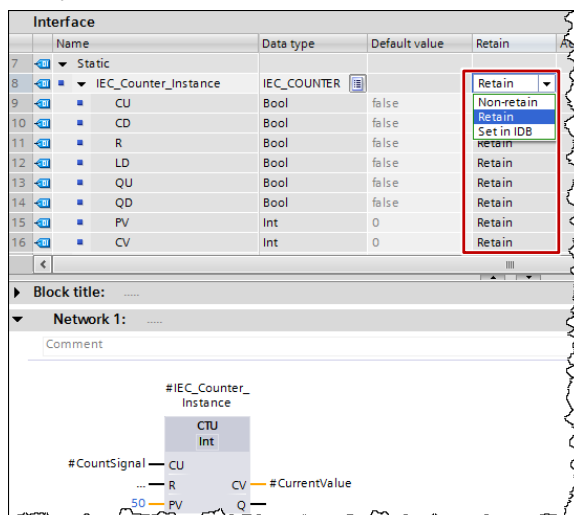 Interface
Name Data type Default value Retain
7 Static
8 IEC_Counter_Instance IEC_COUNTER Retain
9 CU Bool false Non-retain
Retain
10 CD Bool false Set in IDB
11 R Bool false Retain
12 LD Bool false Retain
13 QU Bool false Retain
14 QD Bool false Retain
15 PV Int 0 Retain
16 CV Int 0 Retain
Block title: .....
Network 1: .....
Comment
#IEC_Counter_
Instance
CTU
Int
#CountSignal CU
... R CV #CurrentValue
50 PV Q